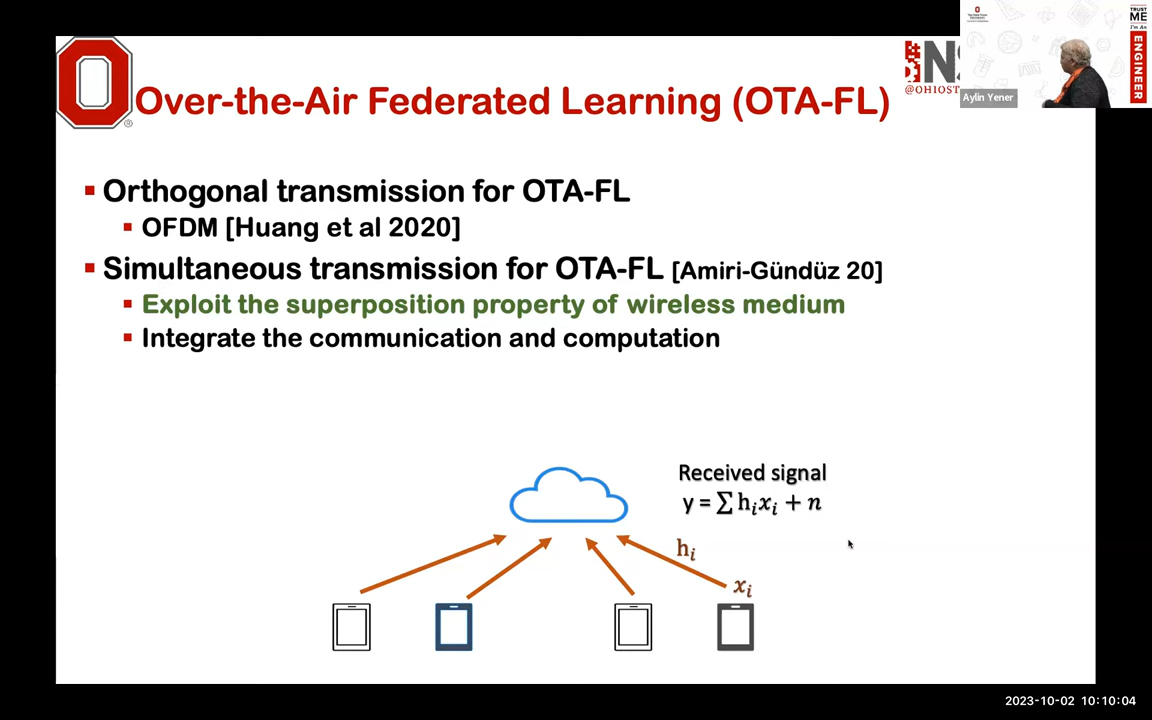 Over-the-Air Federated Learning (OTA-FL)
@OHIOST
TRUST
ME
I'm An
ENGINEER
Aylin Yener
▪ Orthogonal transmission for OTA-FL
▪ OFDM [Huang et al 2020]
▪ Simultaneous transmission for OTA-FL [Amiri-Gündüz 20]
▪ Exploit the superposition property of wireless medium
▪ Integrate the communication and computation
Received signal
y = ∑ h𝑖𝑥𝑖 + 𝑛
h𝑖
𝑥𝑖
2023-10-02 10:10:04